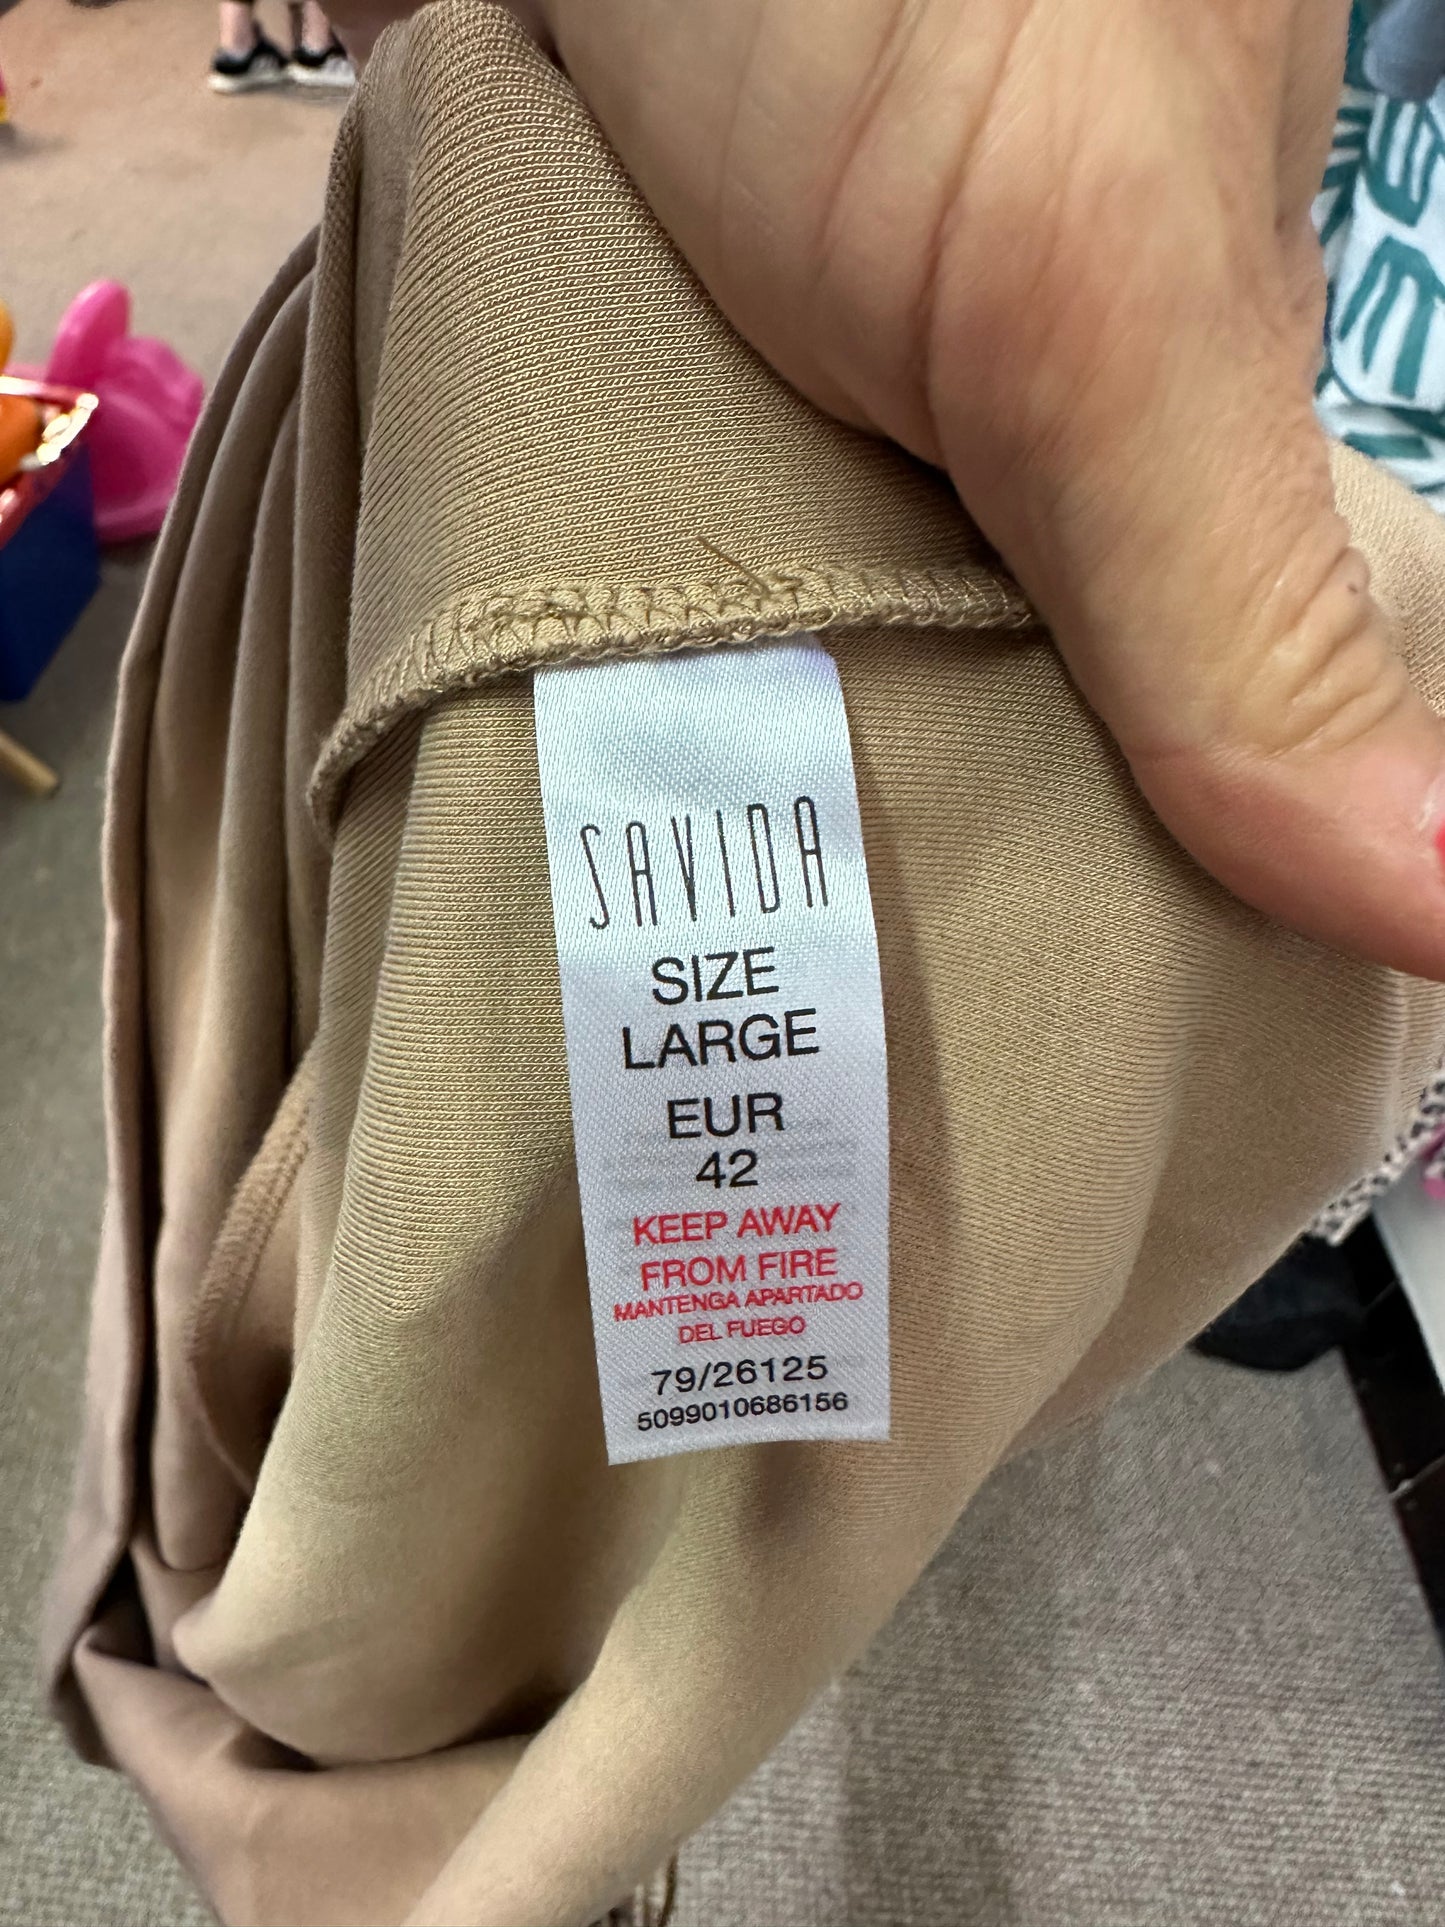 SAVIDA
SIZE
LARGE
EUR
42
KEEP AWAY
FROM FIRE
MANTENGA APARTADO
DEL FUEGO
79/26125
5099010686156